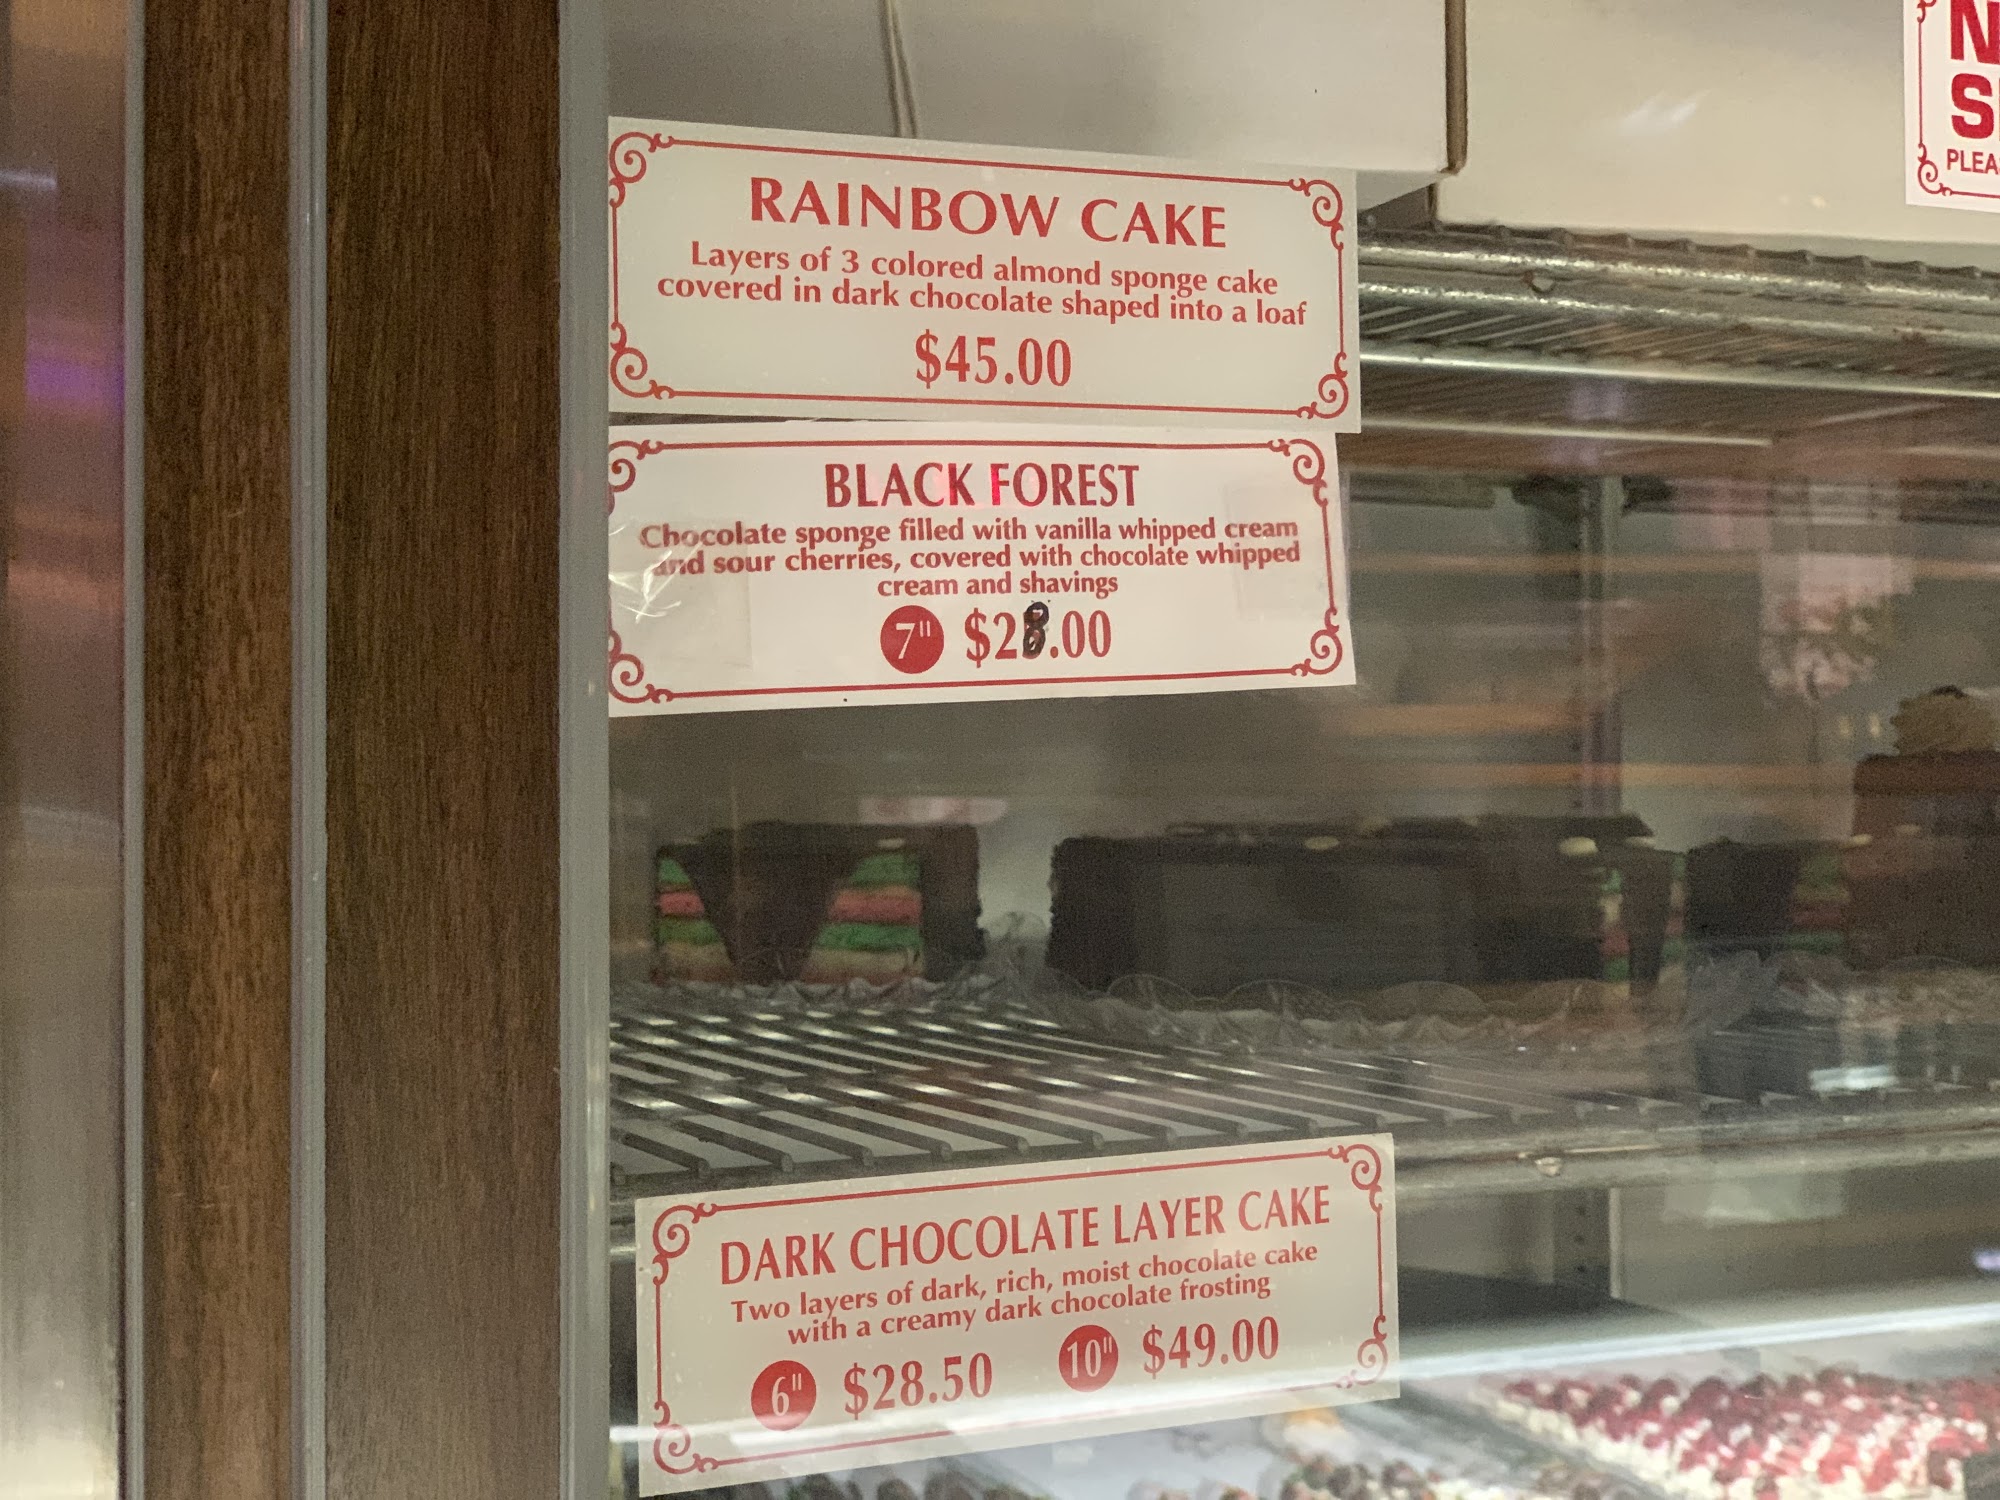 RAINBOW CAKE
Layers of 3 colored almond sponge cake
covered in dark chocolate shaped into a loaf
$45.00
BLACK FOREST
Chocolate sponge filled with vanilla whipped cream
and sour cherries, covered with chocolate whipped
cream and shavings
7" $28.00
DARK CHOCOLATE LAYER CAKE
Two layers of dark, rich, moist chocolate cake
with a creamy dark chocolate frosting
6" $28.50 10" $49.00